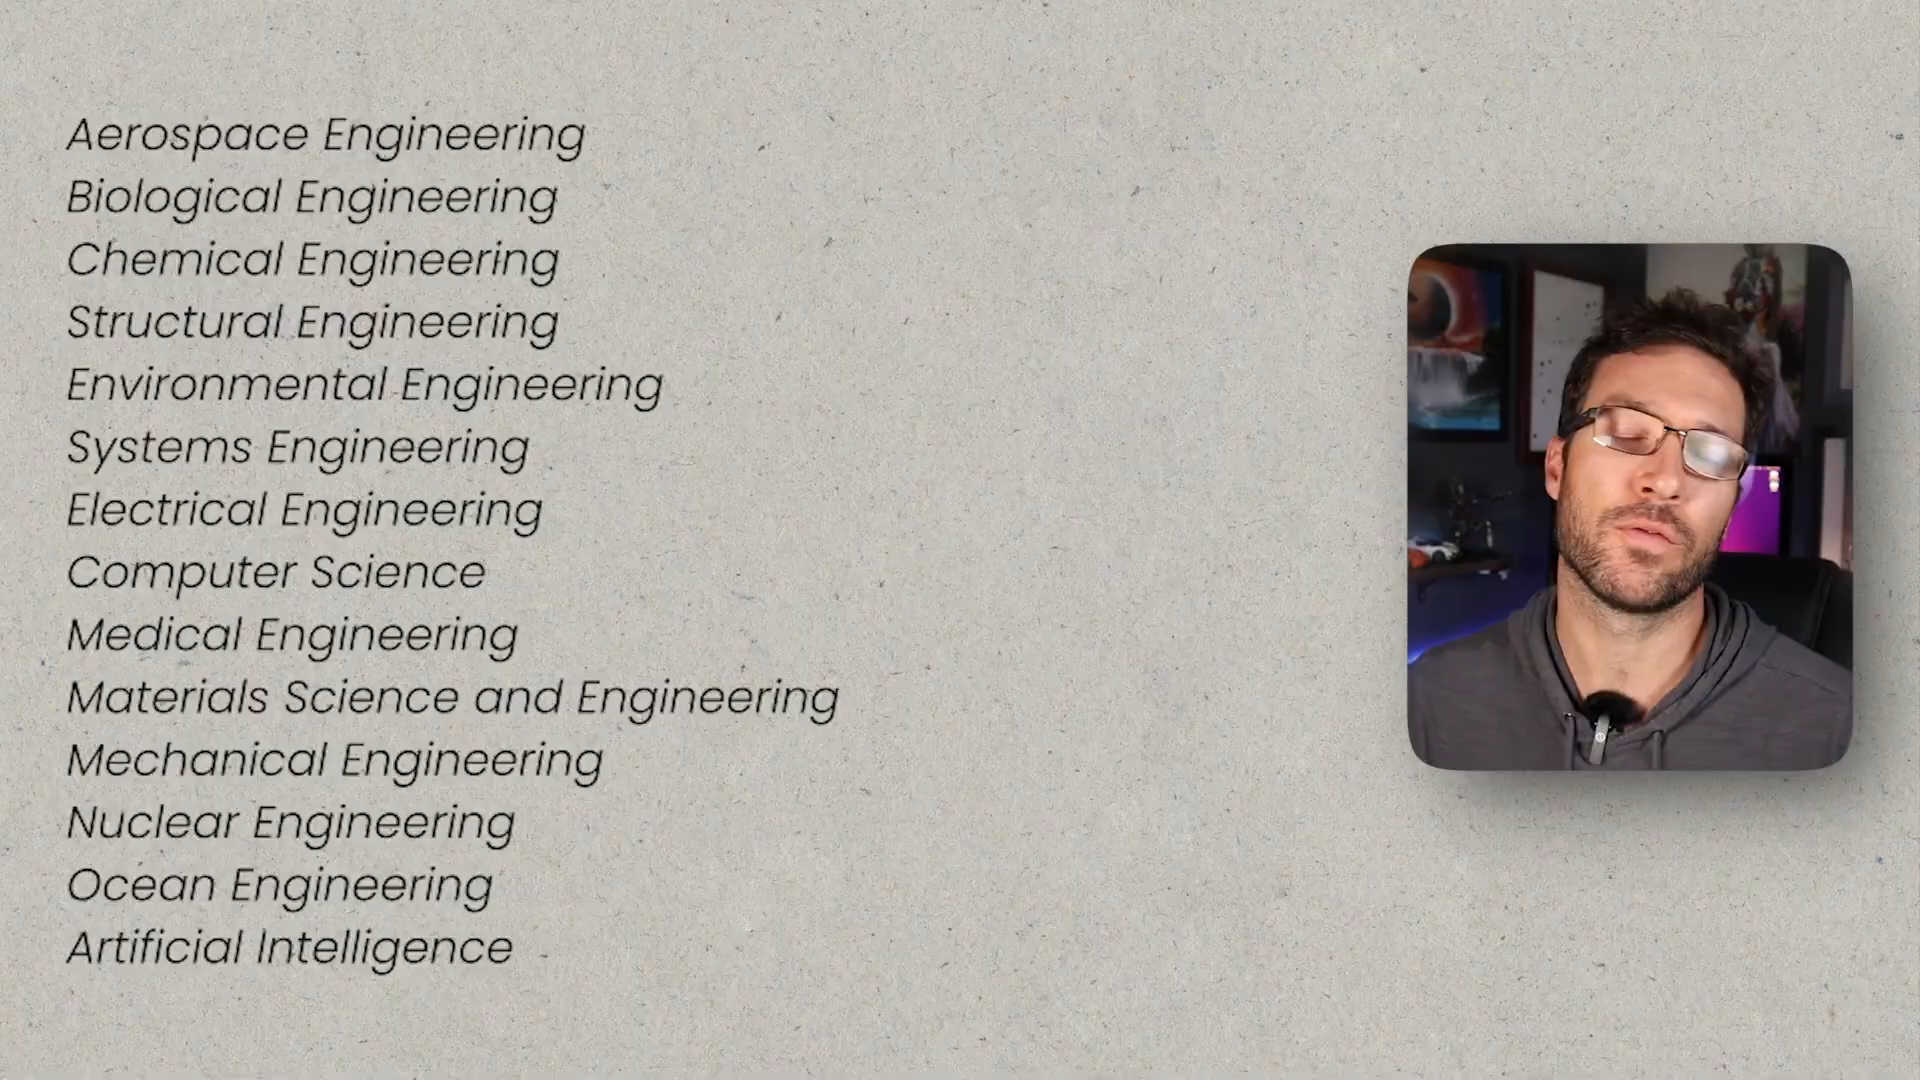 Aerospace Engineering
Biological Engineering
Chemical Engineering
Structural Engineering
Environmental Engineering
Systems Engineering
Electrical Engineering
Computer Science
Medical Engineering
Materials Science and Engineering
Mechanical Engineering
Nuclear Engineering
Ocean Engineering
Artificial Intelligence